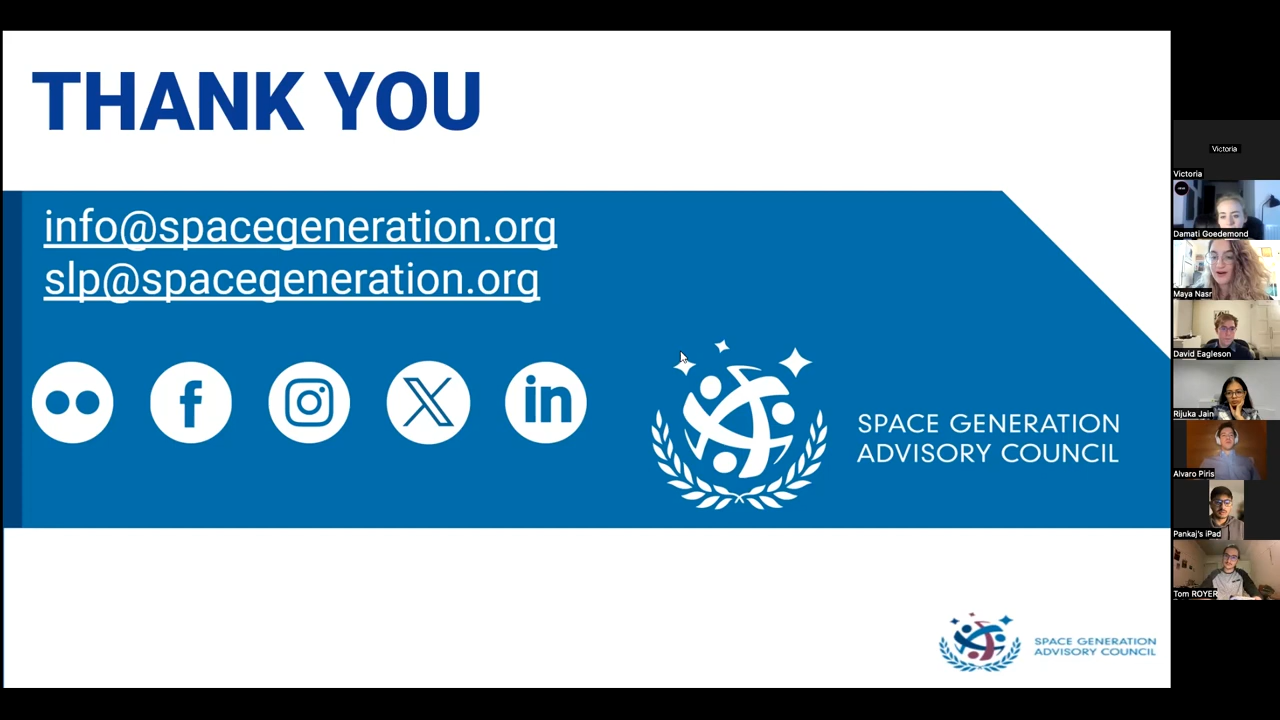 THANK YOU
info@spacegeneration.org
slp@spacegeneration.org
f
X
in
SPACE GENERATION
ADVISORY COUNCIL
SPACE GENERATION
ADVISORY COUNCIL
Victoria
Victoria
Damati Goedemond
Maya Nasr
David Eagleson
Rijuka Jain
Alvaro Piris
Pankaj's iPad
Tom ROYER